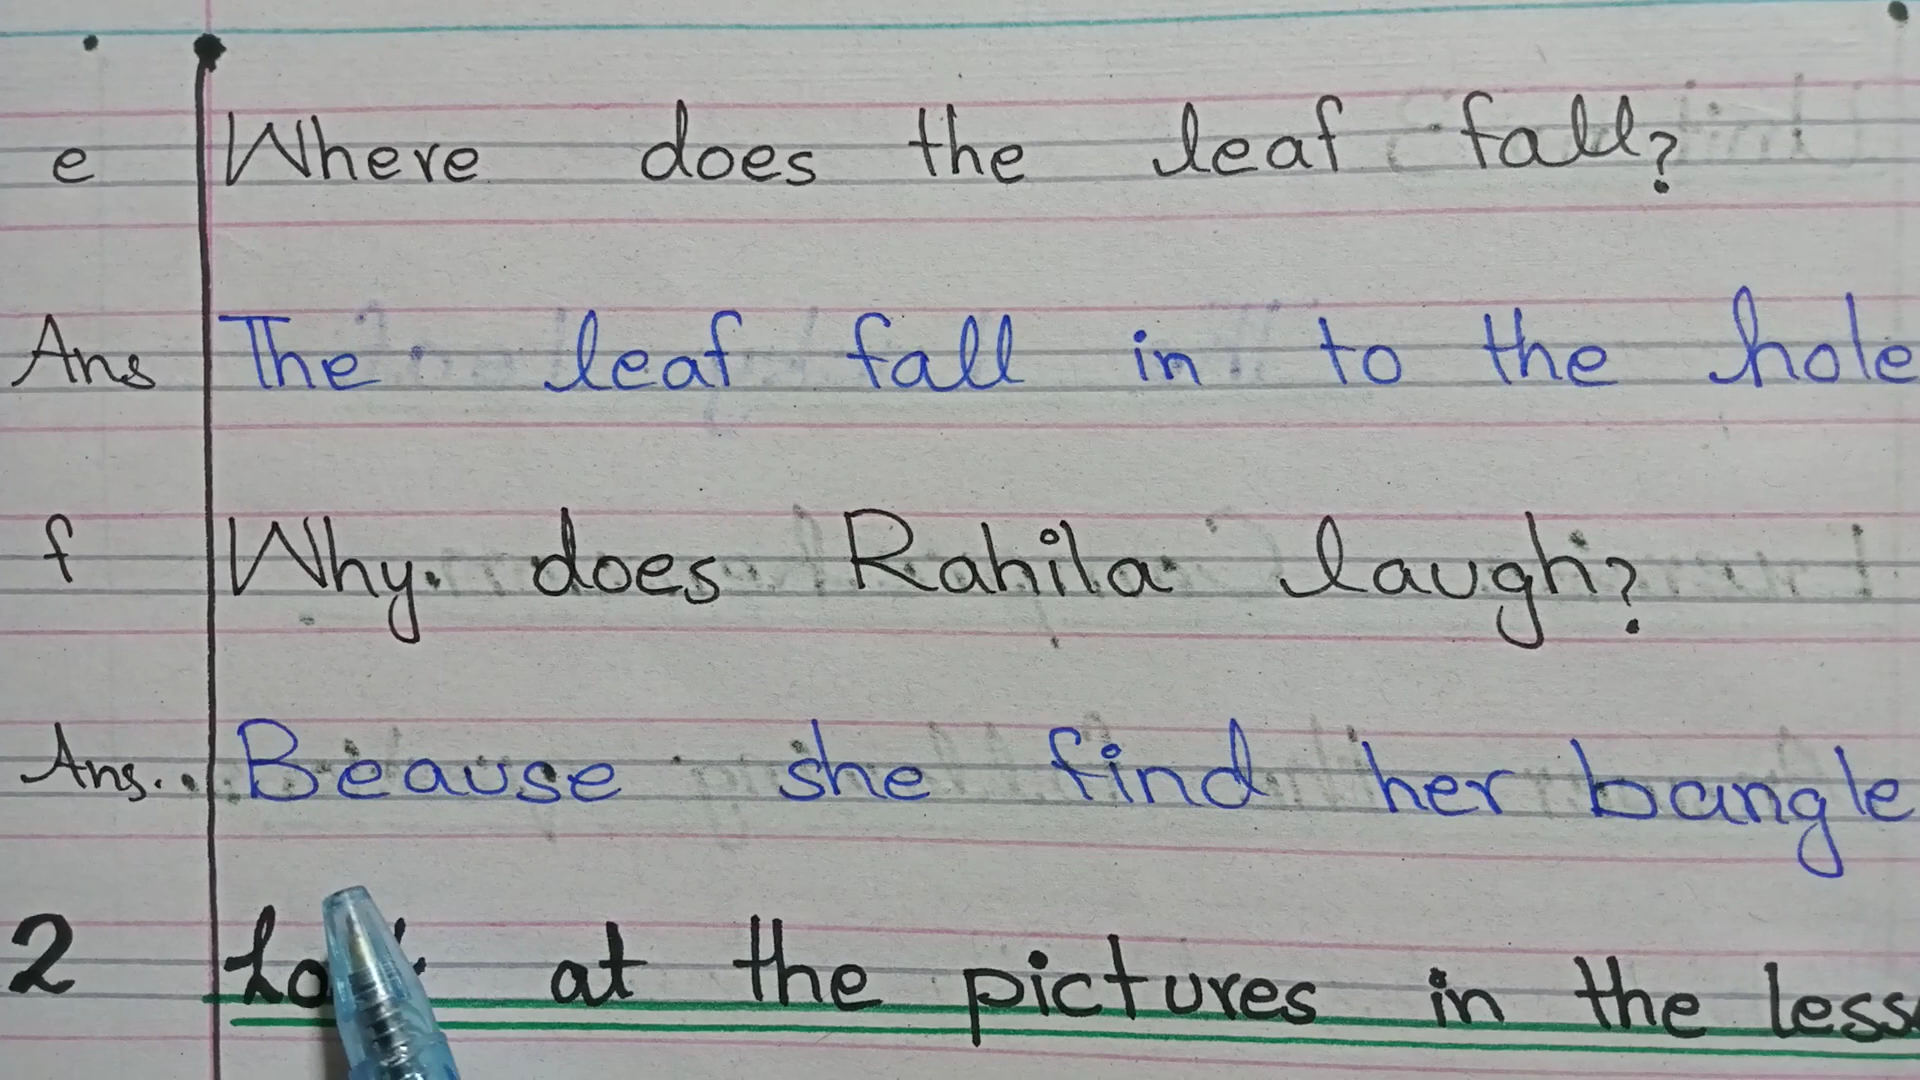 e Where does the leaf fall?
Ans The leaf fall in to the hole
f Why does Rahila laugh?
Ans. Beause she find her bangle
2 at the pictures in the less